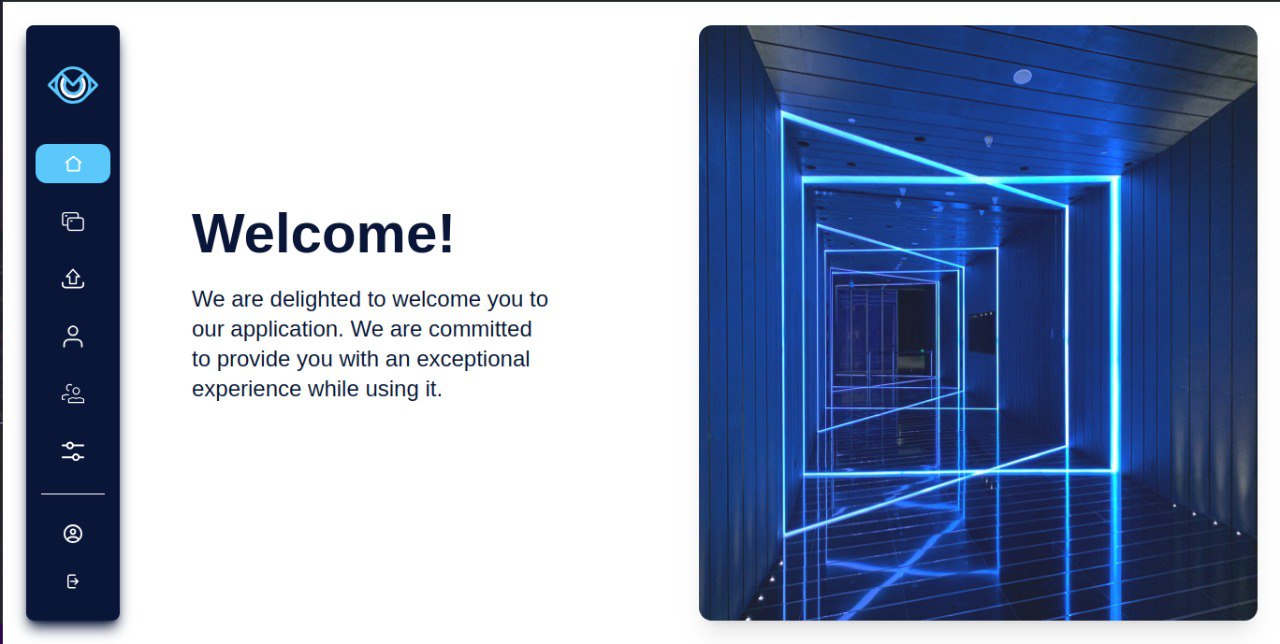 Welcome!
We are delighted to welcome you to
our application. We are committed
to provide you with an exceptional
experience while using it.